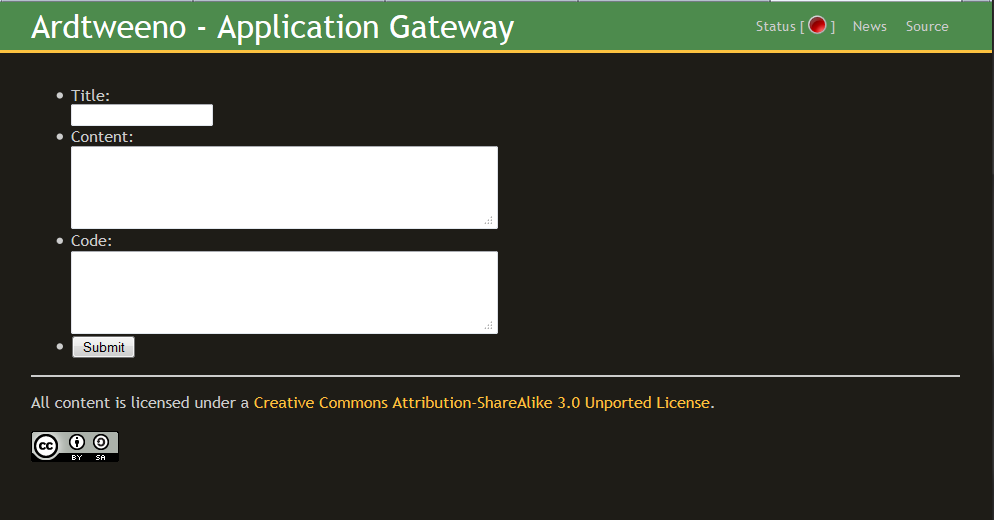 Ardtweeno - Application Gateway
Status [ ] News Source
Title:
Content:
Code:
Submit
All content is licensed under a Creative Commons Attribution-ShareAlike 3.0 Unported License.
cc
BY SA